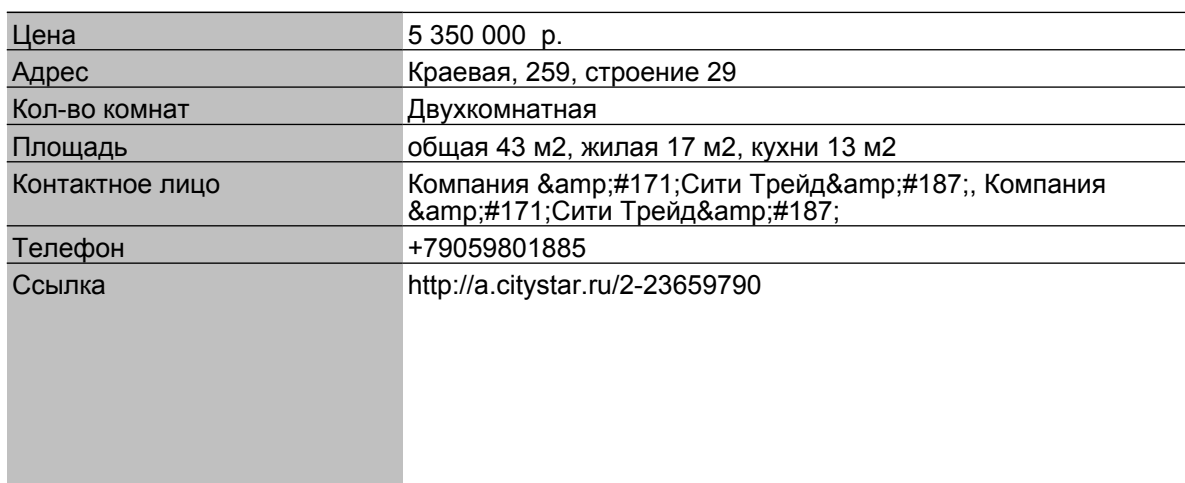 Цена 5 350 000 р.
Адрес Краевая, 259, строение 29
Кол-во комнат Двухкомнатная
Площадь общая 43 м2, жилая 17 м2, кухни 13 м2
Контактное лицо Компания &amp;#171;Сити Трейд&amp;#187;, Компания
&amp;#171;Сити Трейд&amp;#187;
Телефон +79059801885
Ссылка http://a.citystar.ru/2-23659790